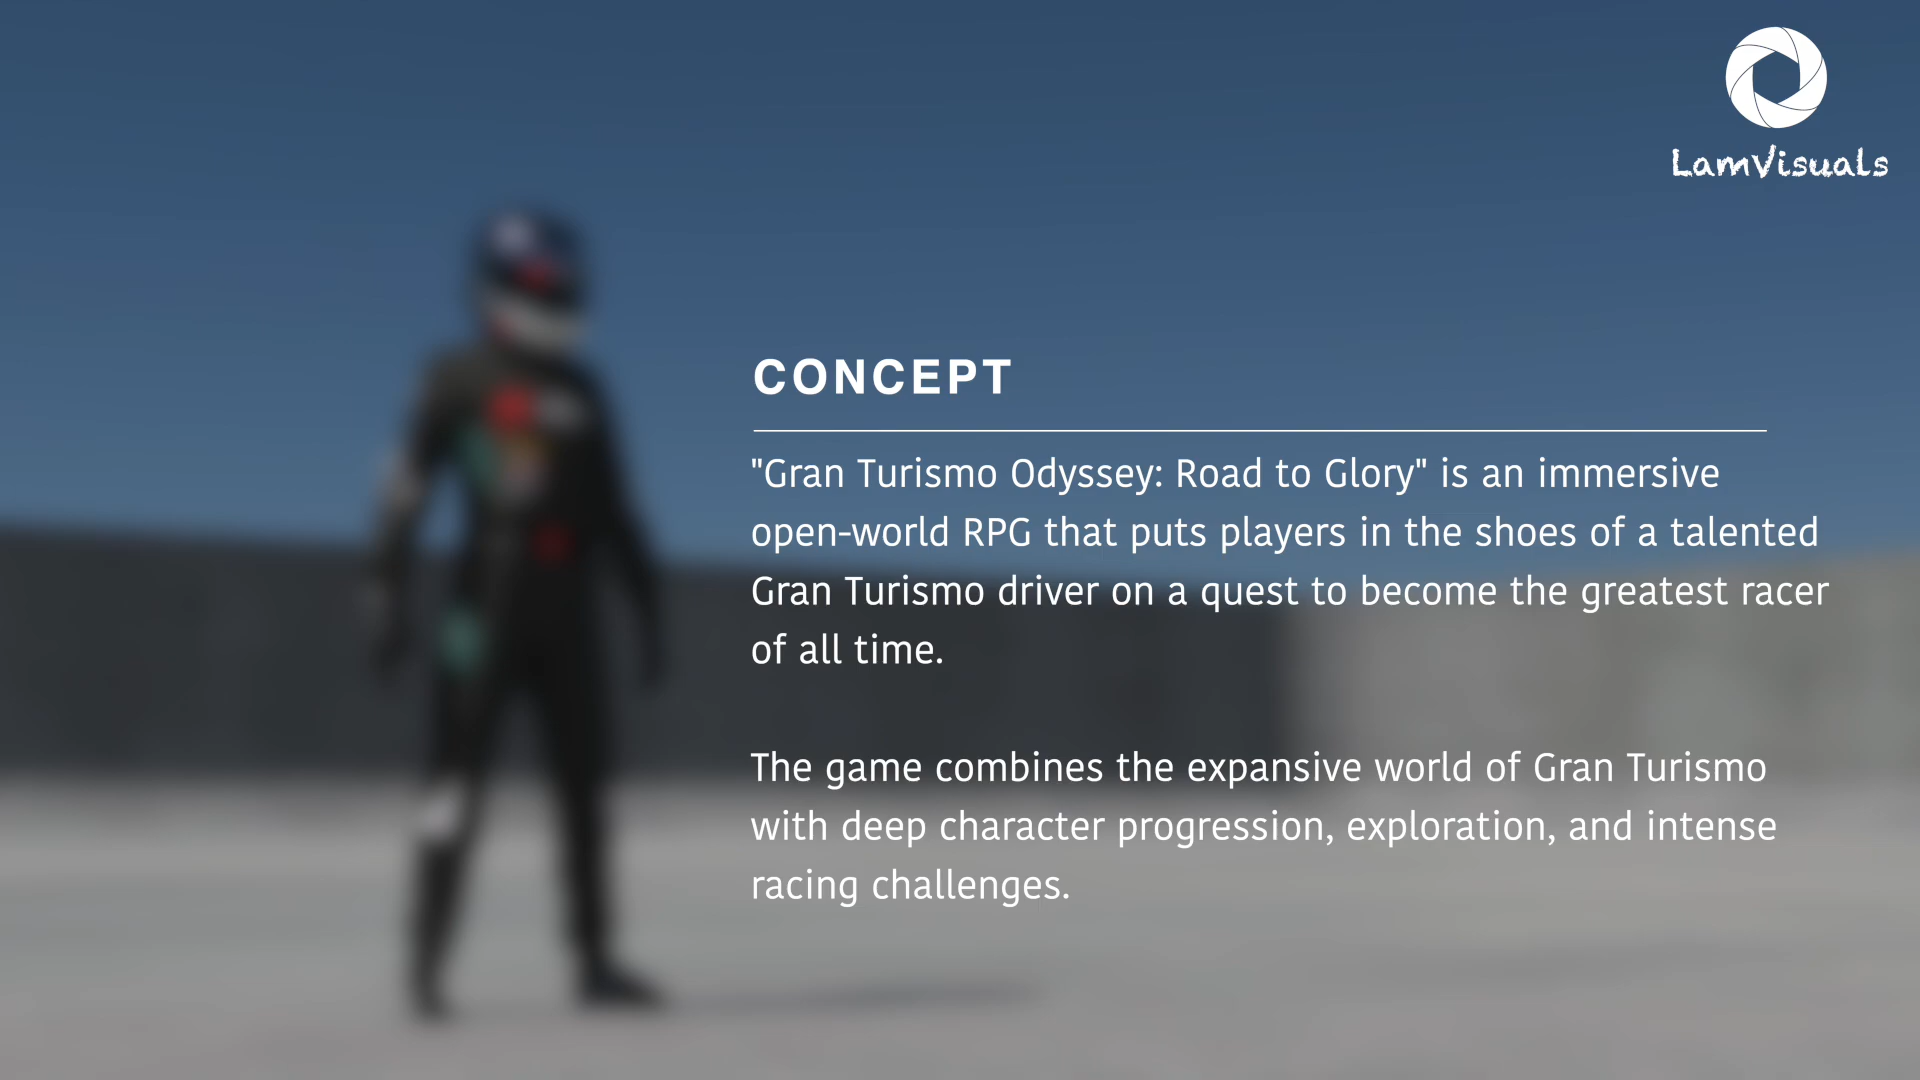 LamVisuals
CONCEPT
"Gran Turismo Odyssey: Road to Glory" is an immersive
open-world RPG that puts players in the shoes of a talented
Gran Turismo driver on a quest to become the greatest racer
of all time.
The game combines the expansive world of Gran Turismo
with deep character progression, exploration, and intense
racing challenges.